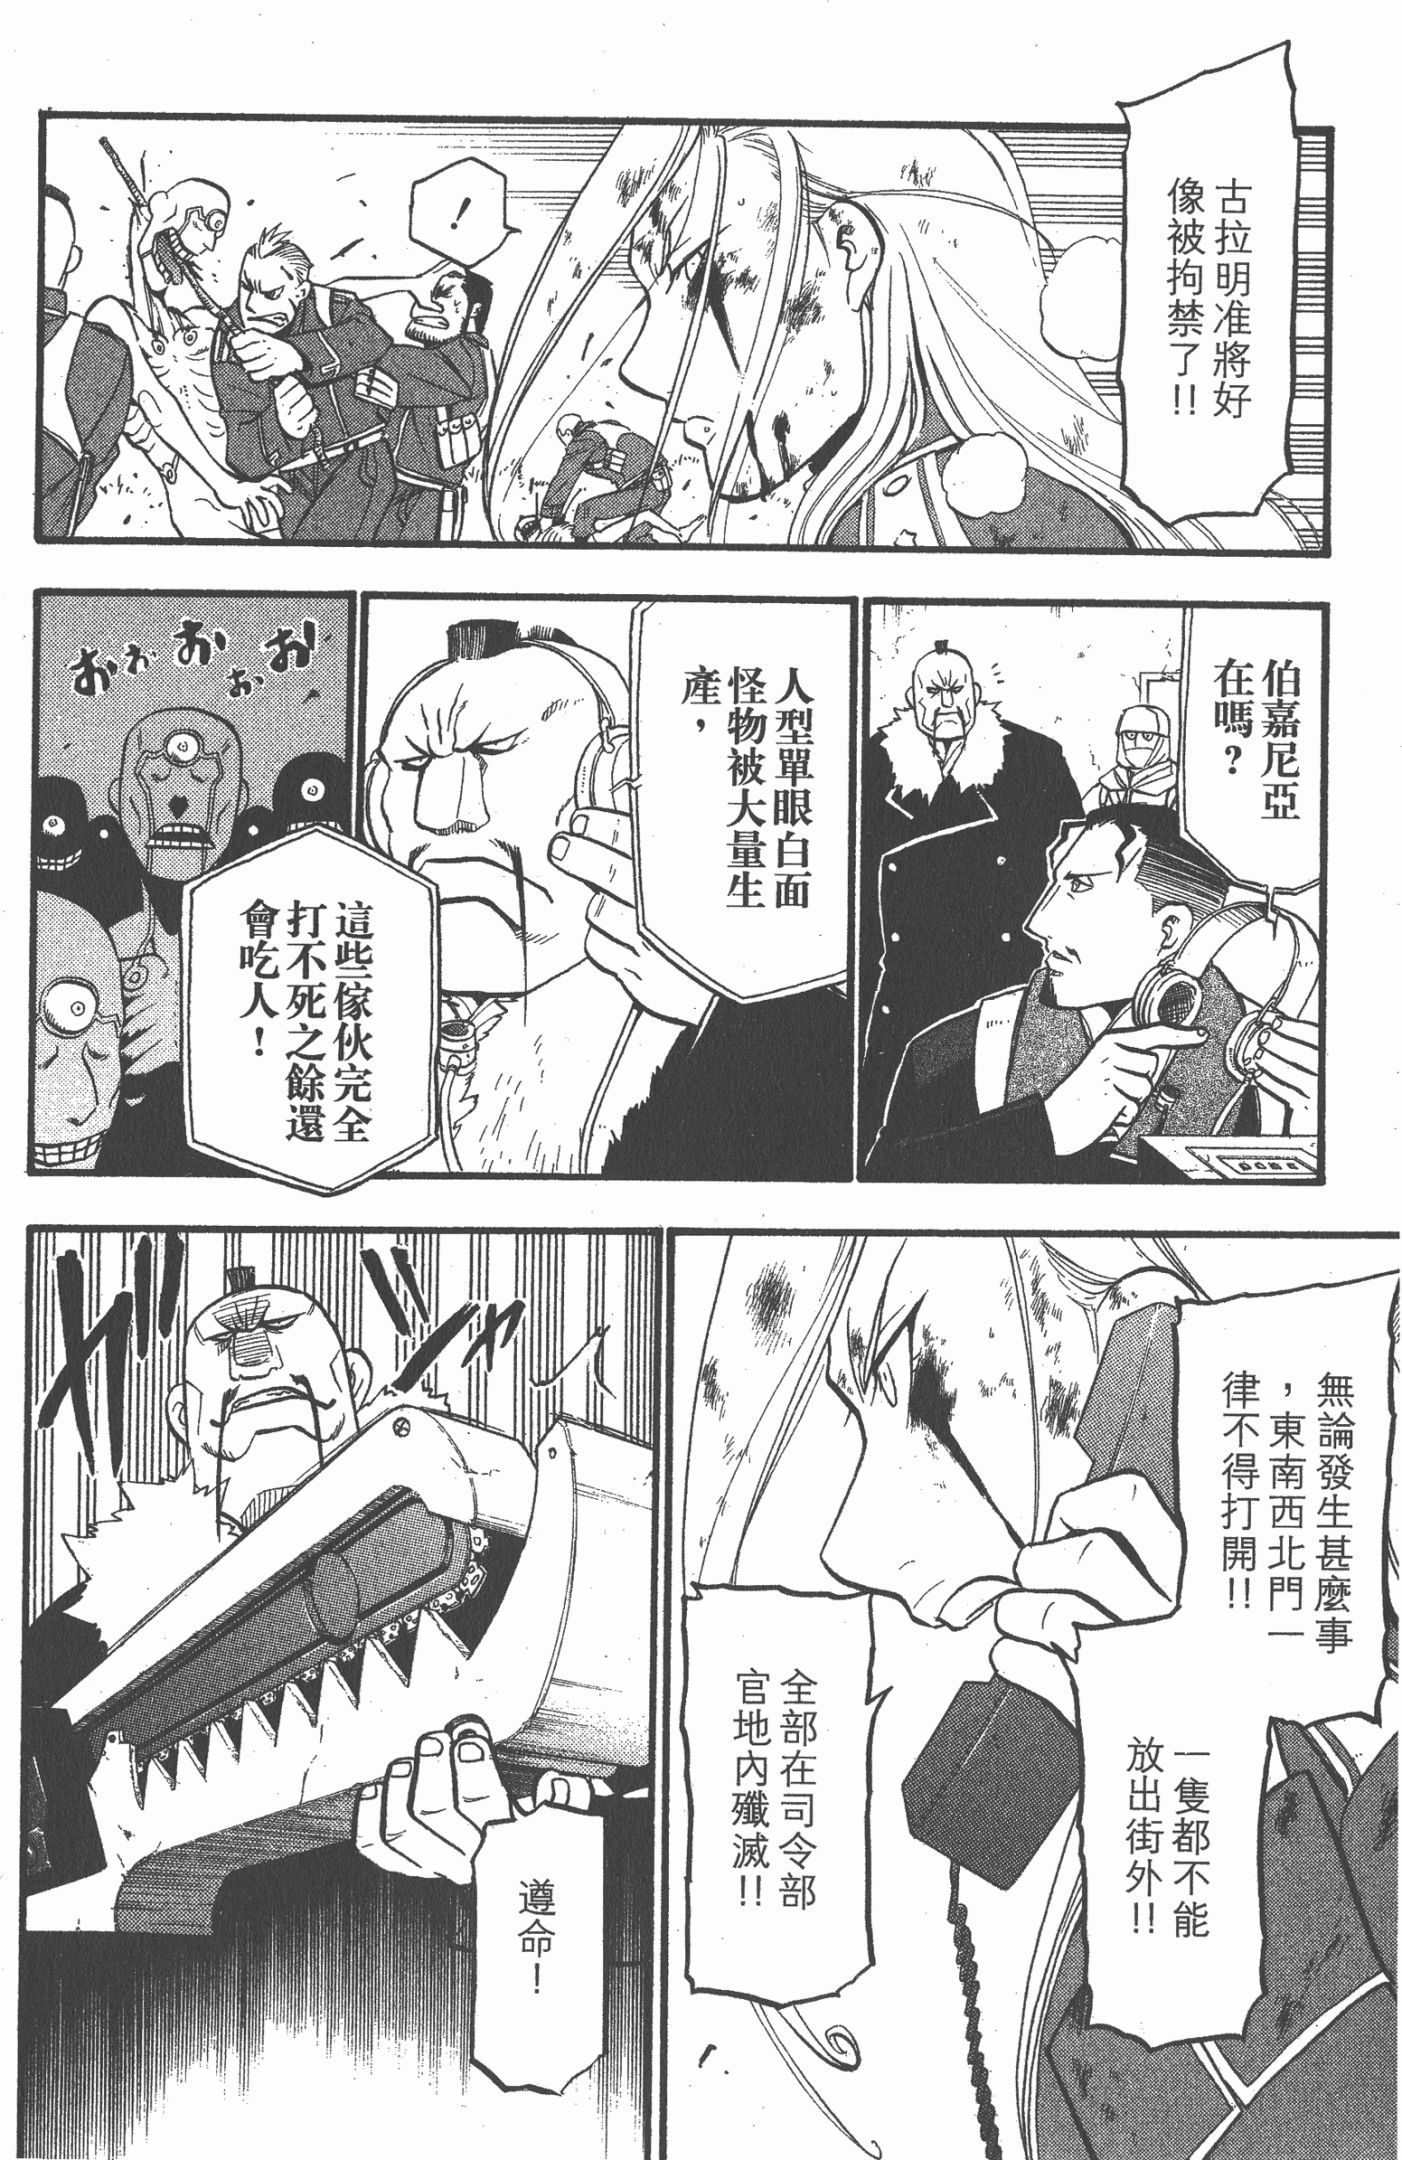 古拉明准將好
像被拘禁了!!
!
伯嘉尼亞
在嗎?
人型單眼白面
怪物被大量生
產,
這些傢伙完全
打不死之餘還
會吃人!
おおおおお
無論發生甚麼事
,東南西北門一
律不得打開!!
一隻都不能
放出街外!!
全部在司令部
官地內殲滅!!
遵命!